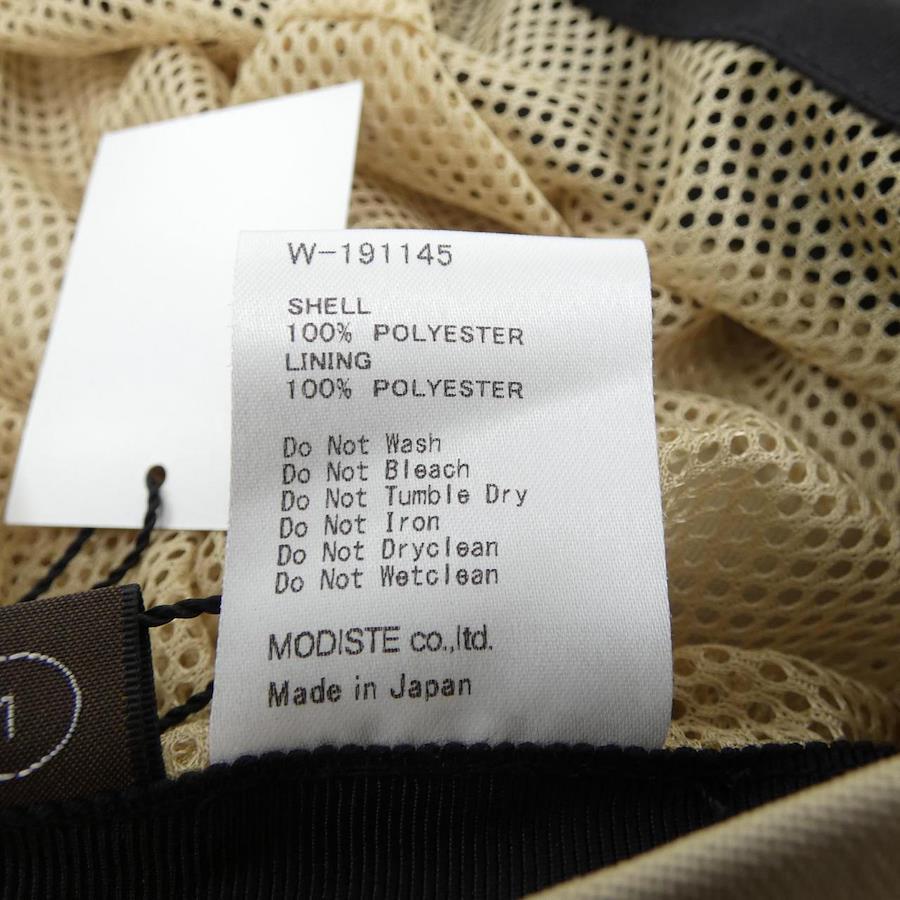 W-191145
SHELL
100% POLYESTER
LINING
100% POLYESTER
Do Not Wash
Do Not Bleach
Do Not Tumble Dry
Do Not Iron
Do Not Dryclean
Do Not Wetclean
MODISTE co.,ltd.
Made in Japan
1